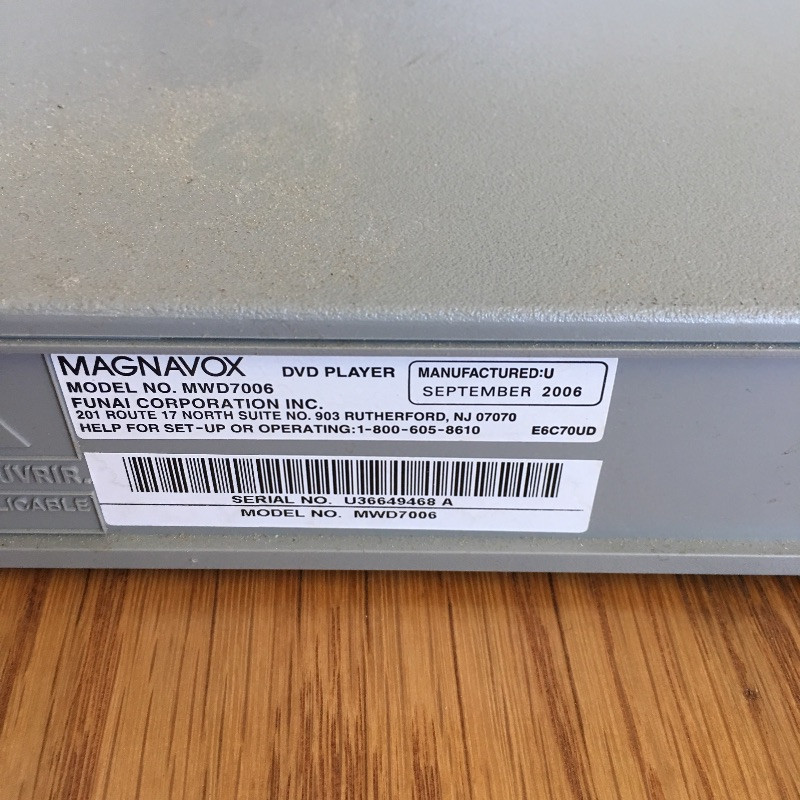 MAGNAVOX DVD PLAYER
MANUFACTURED:U
SEPTEMBER 2006
MODEL NO. MWD7006
FUNAI CORPORATION INC.
201 ROUTE 17 NORTH SUITE NO. 903 RUTHERFORD, NJ 07070
HELP FOR SET-UP OR OPERATING:1-800-605-8610 E6C70UD
SERIAL NO. U36649468 A
MODEL NO. MWD7006